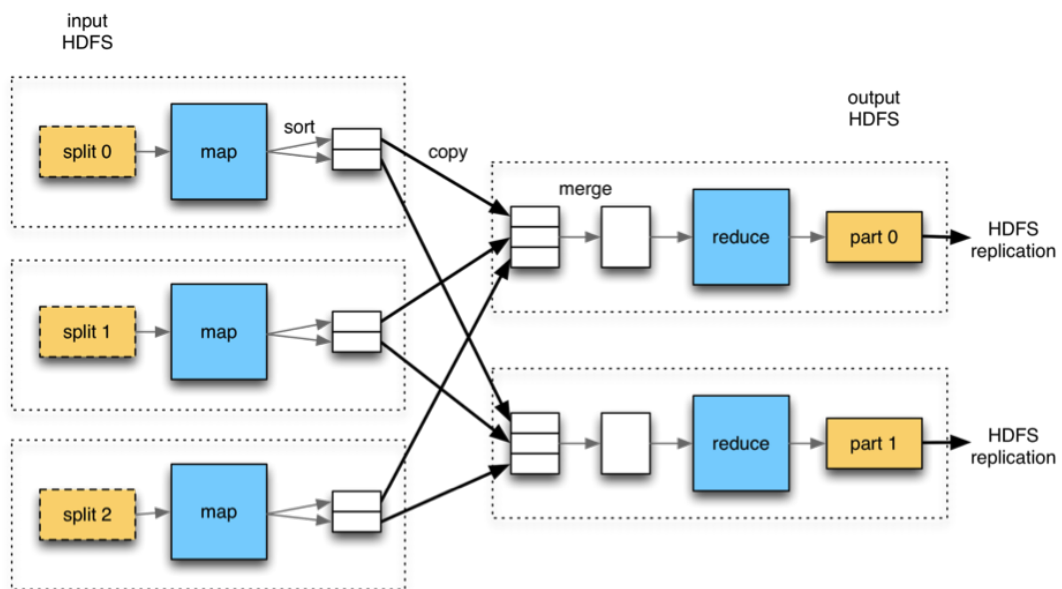 input
HDFS
output
HDFS
split 0
map
sort
copy
merge
reduce
part 0
HDFS
replication
split 1
map
reduce
part 1
HDFS
replication
split 2
map